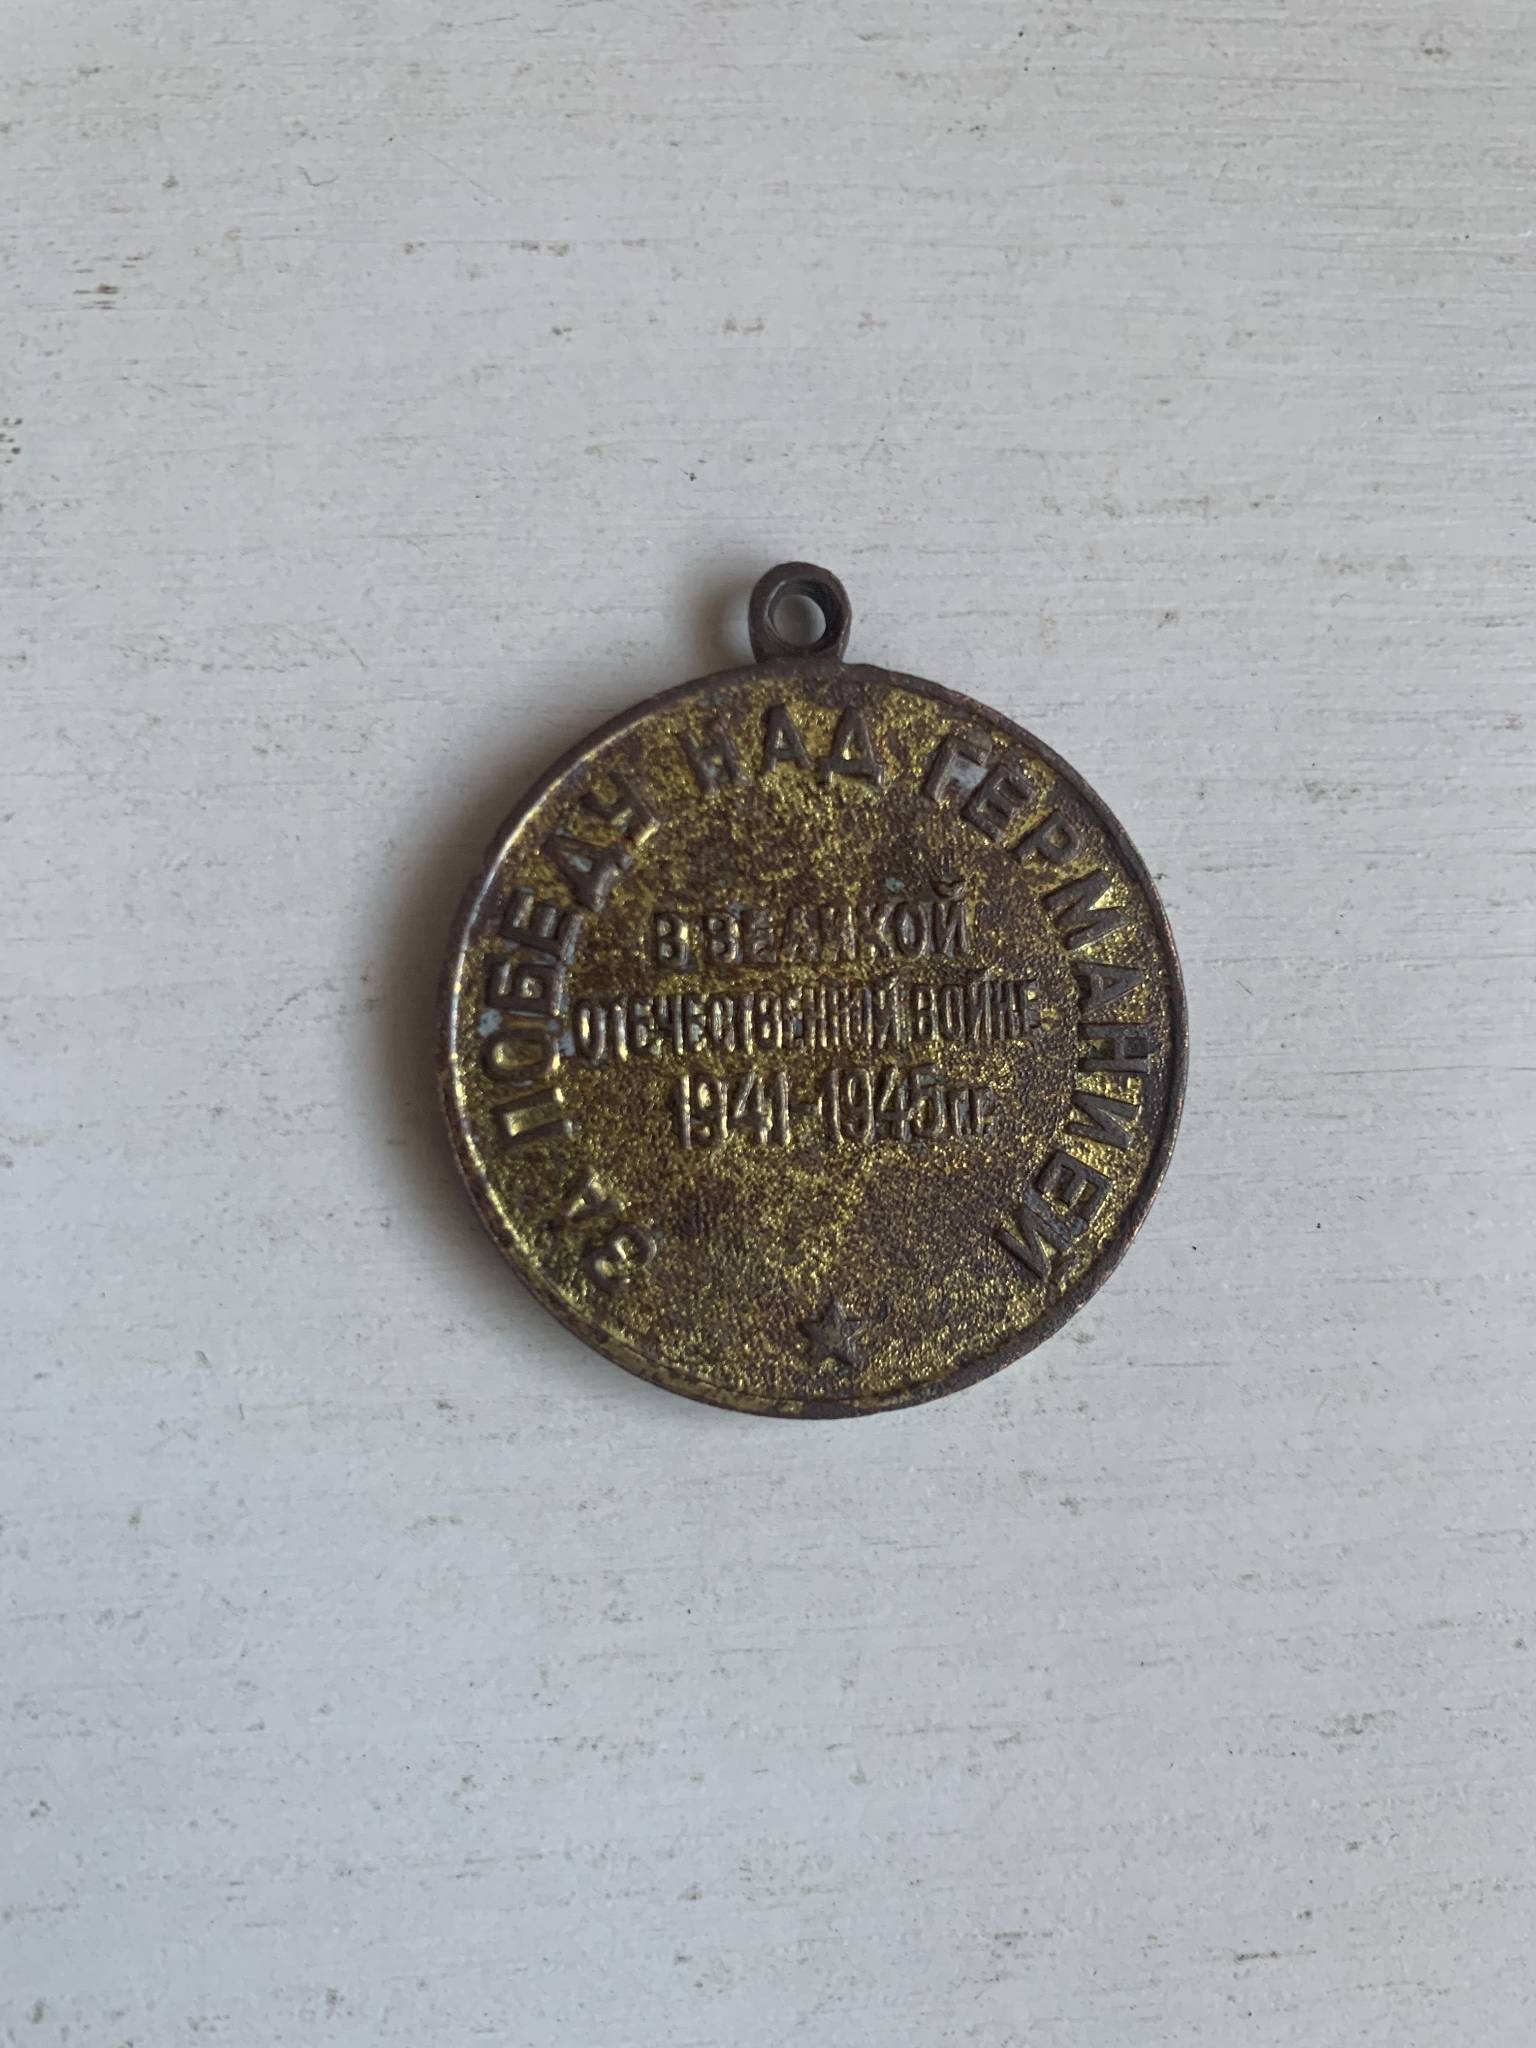 ЗА ПОБЕДУ НАД ГЕРМАНИЕЙ
В ВЕЛИКОЙ
ОТЕЧЕСТВЕННОЙ ВОЙНЕ
1941-1945 гг.